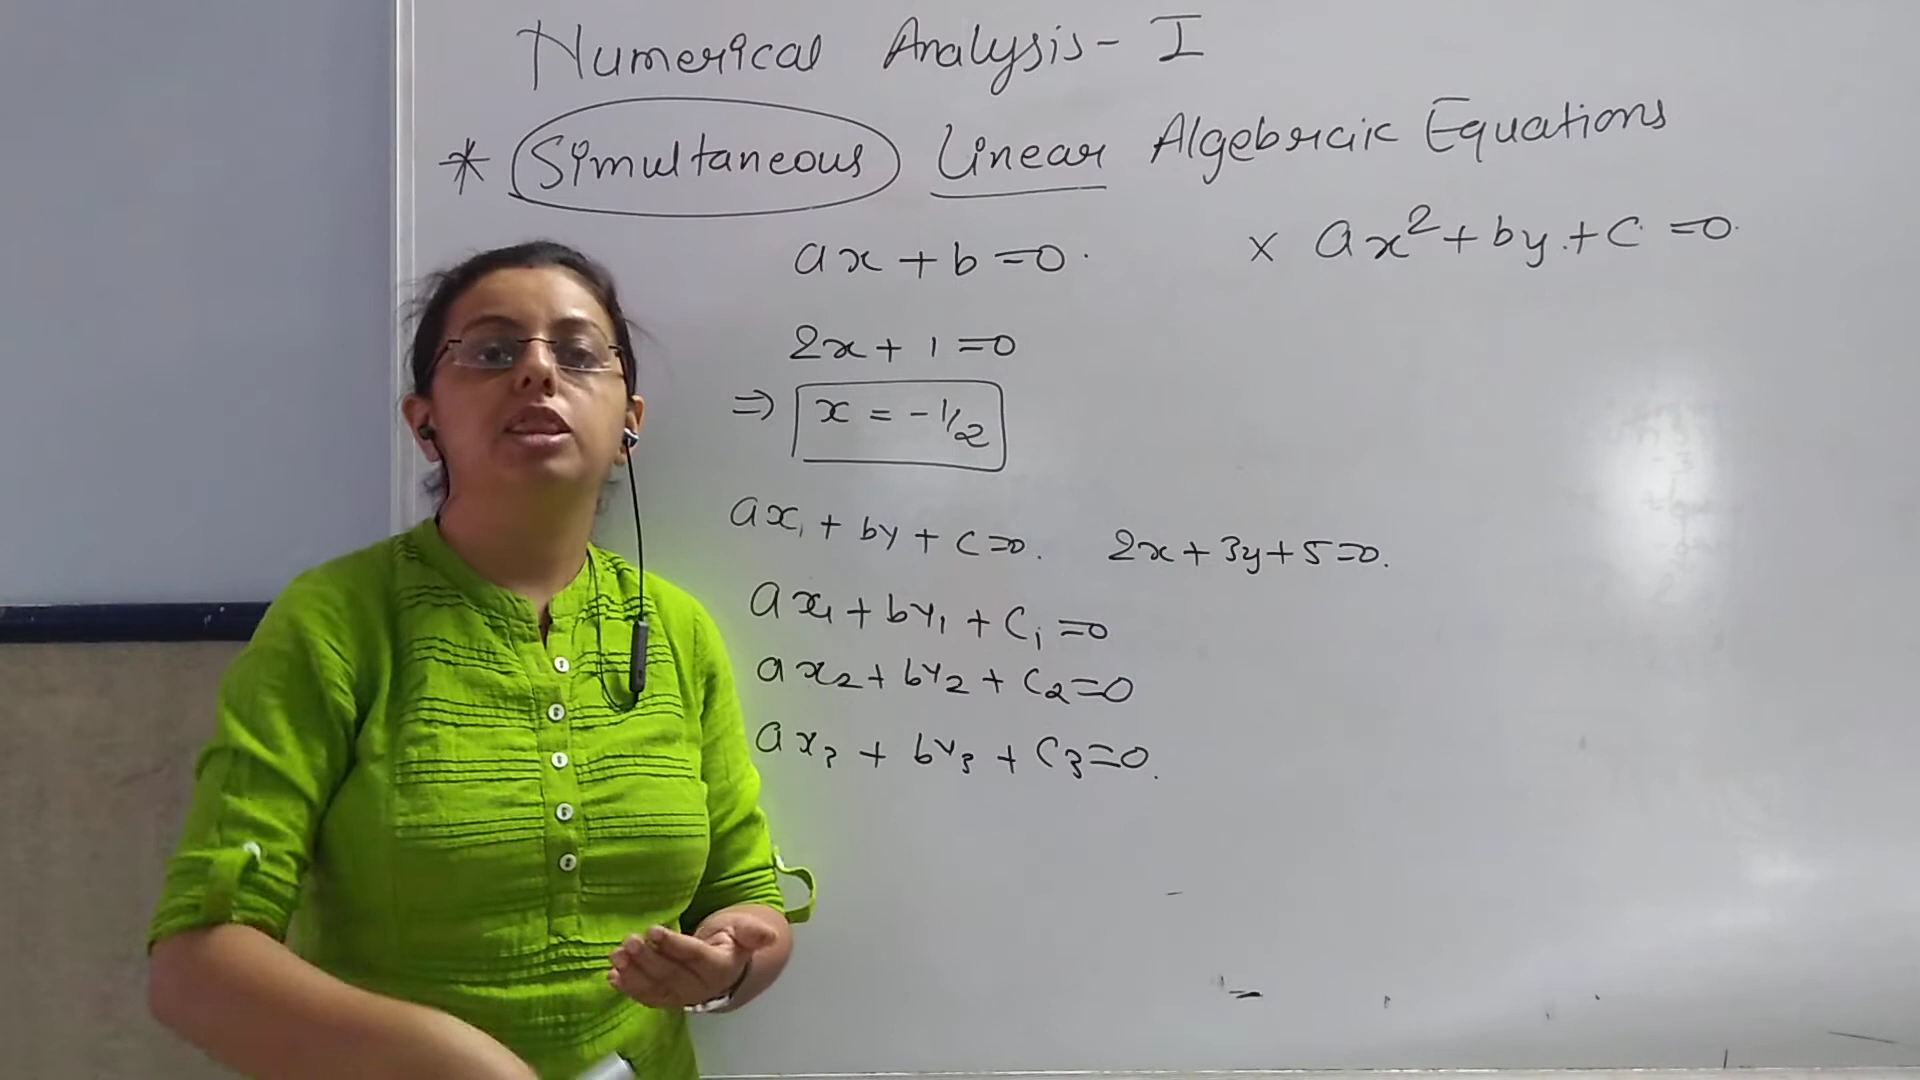 Numerical Analysis - I
* Simultaneous Linear Algebraic Equations
ax + b = 0.
x ax² + by + c = 0.
2x + 1 = 0
⇒ x = -1/2
ax₁ + by + c = 0. 2x + 3y + 5 = 0.
ax₁ + by₁ + c₁ = 0
ax₂ + by₂ + c₂ = 0
ax₃ + by₃ + c₃ = 0.